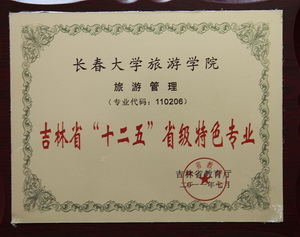 长春大学旅游学院
旅游管理
（专业代码：110206）
吉林省“十二五”省级特色专业
吉林省教育厅
二〇一一年七月